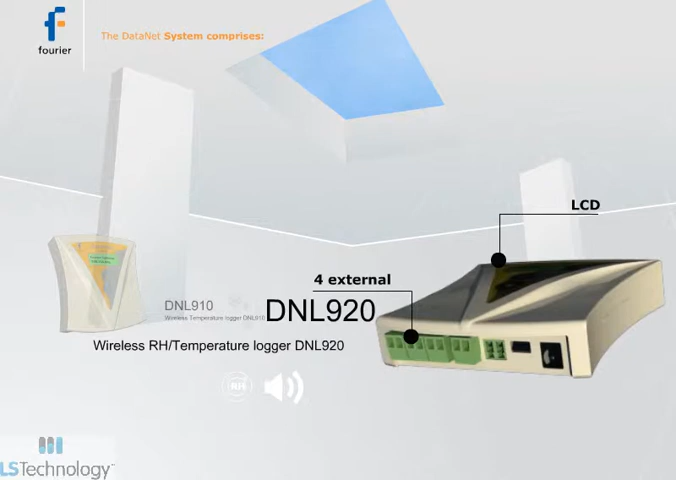 fourier
The DataNet System comprises:
LCD
4 external
DNL910
Wireless Temperature logger DNL910
DNL920
Wireless RH/Temperature logger DNL920
RH
LSTechnology